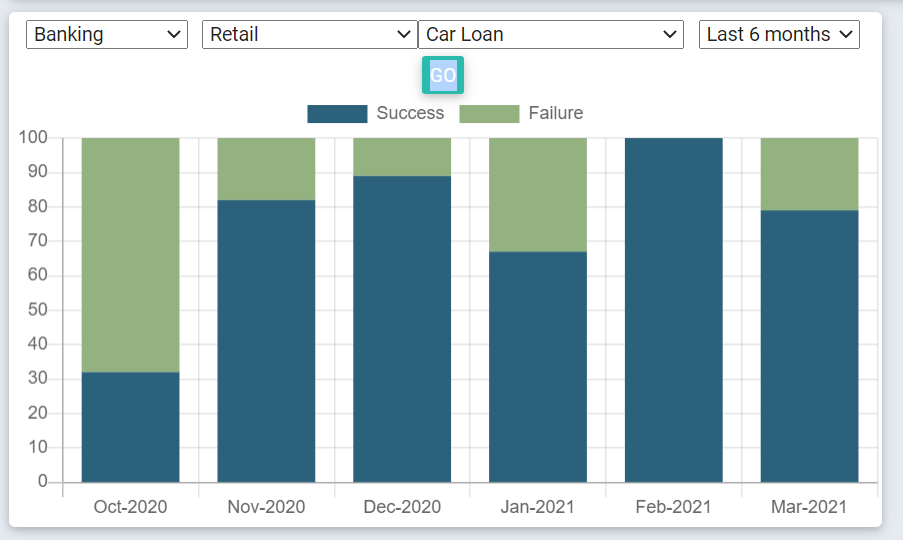 Banking Retail Car Loan Last 6 months
GO
Success Failure
100
90
80
70
60
50
40
30
20
10
0
Oct-2020 Nov-2020 Dec-2020 Jan-2021 Feb-2021 Mar-2021